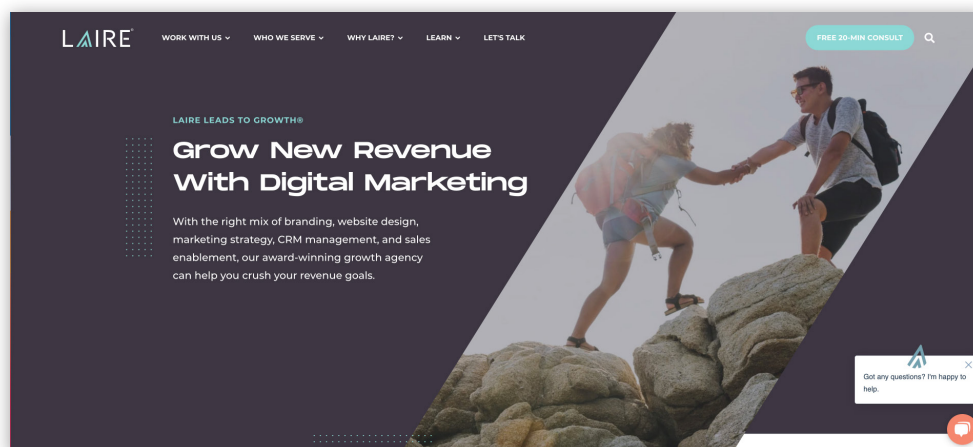 LAIRE
WORK WITH US
WHO WE SERVE
WHY LAIRE?
LEARN
LET'S TALK
FREE 20-MIN CONSULT
LAIRE LEADS TO GROWTH®
Grow New Revenue
With Digital Marketing
With the right mix of branding, website design,
marketing strategy, CRM management, and sales
enablement, our award-winning growth agency
can help you crush your revenue goals.
Got any questions? I'm happy to
help.